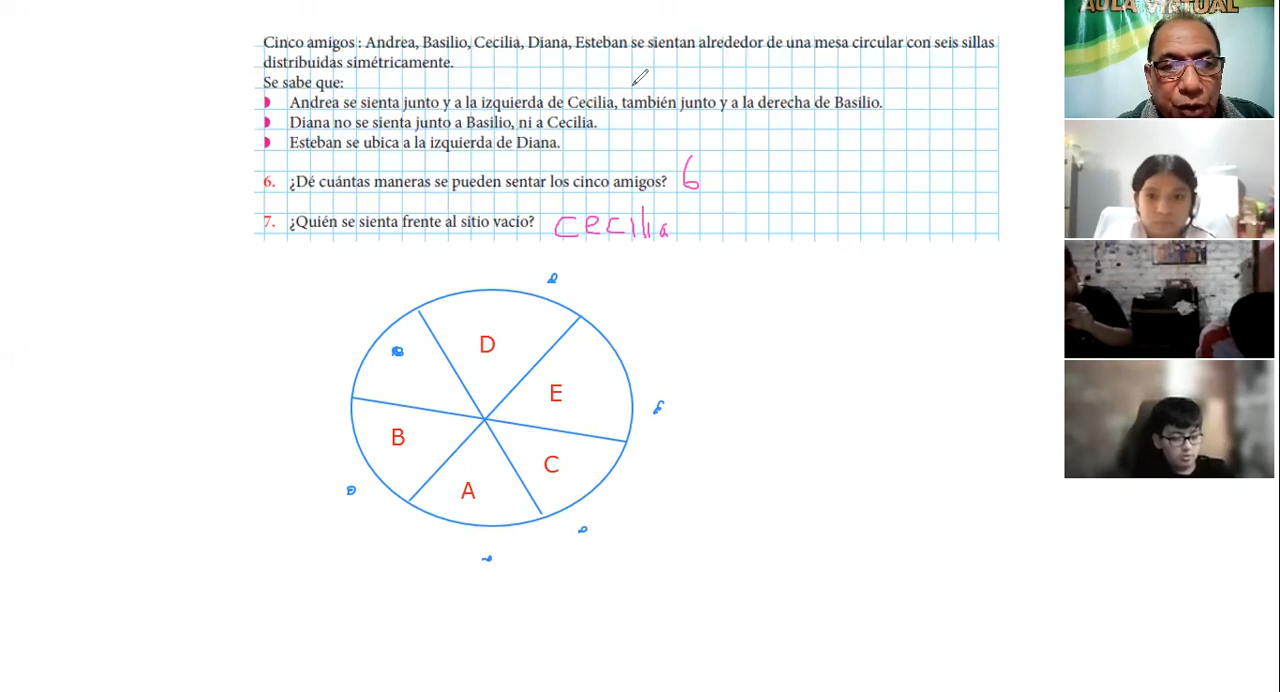 AULA VIRTUAL
Cinco amigos : Andrea, Basilio, Cecilia, Diana, Esteban se sientan alrededor de una mesa circular con seis sillas
distribuidas simétricamente.
Se sabe que:
Andrea se sienta junto y a la izquierda de Cecilia, también junto y a la derecha de Basilio.
Diana no se sienta junto a Basilio, ni a Cecilia.
Esteban se ubica a la izquierda de Diana.
6. ¿Dé cuántas maneras se pueden sentar los cinco amigos? 6
7. ¿Quién se sienta frente al sitio vacío? cecilia
D
E
B
C
A